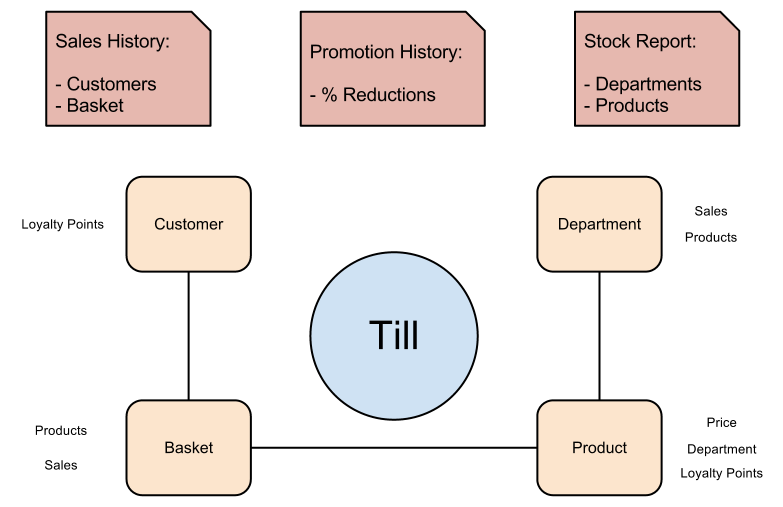 Sales History:
- Customers
- Basket
Promotion History:
- % Reductions
Stock Report:
- Departments
- Products
Loyalty Points
Customer
Department
Sales
Products
Till
Products
Sales
Basket
Product
Price
Department
Loyalty Points